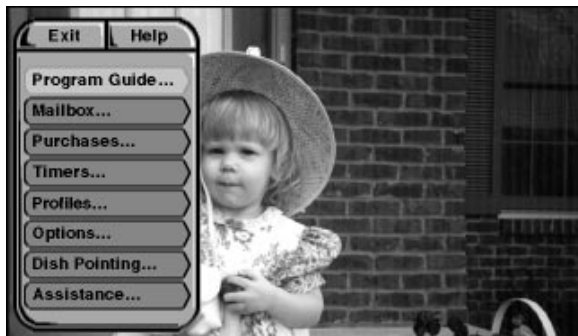 Exit Help
Program Guide...
Mailbox...
Purchases...
Timers...
Profiles...
Options...
Dish Pointing...
Assistance...